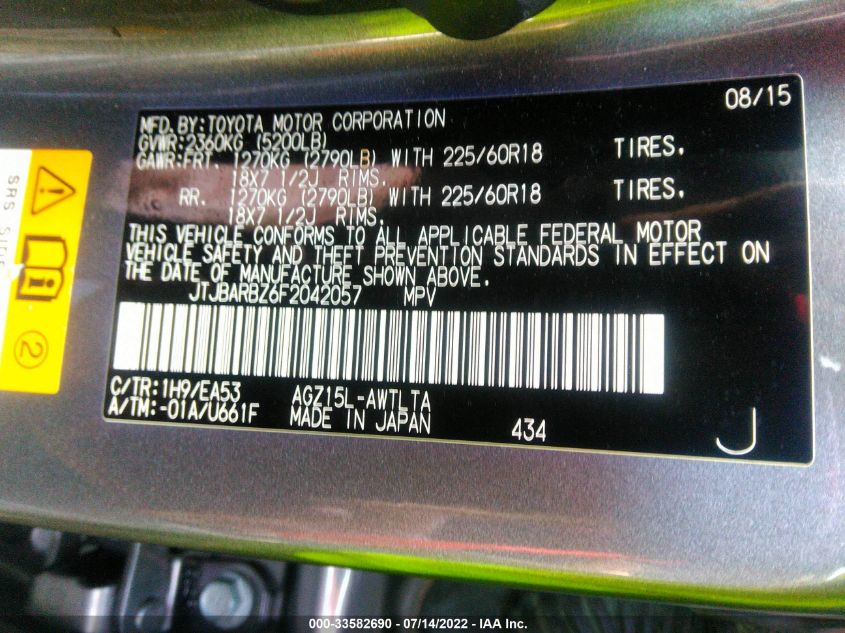 08/15
MFD. BY: TOYOTA MOTOR CORPORATION
GVWR: 2360KG (5200LB)
GAWR: FRT. 1270KG (2790LB) WITH 225/60R18 TIRES.
18X7 1/2J RIMS.
RR. 1270KG (2790LB) WITH 225/60R18 TIRES.
18X7 1/2J RIMS.
THIS VEHICLE CONFORMS TO ALL APPLICABLE FEDERAL MOTOR
VEHICLE SAFETY AND THEFT PREVENTION STANDARDS IN EFFECT ON
THE DATE OF MANUFACTURE SHOWN ABOVE.
JTJBARBZ6F2042057 MPV
C/TR: 1H9/EA53 AGZ15L-AWTLTA
A/TM: -01A/U661F MADE IN JAPAN 434
J
SRS SIDE
2
000-33582690 - 07/14/2022 - IAA Inc.